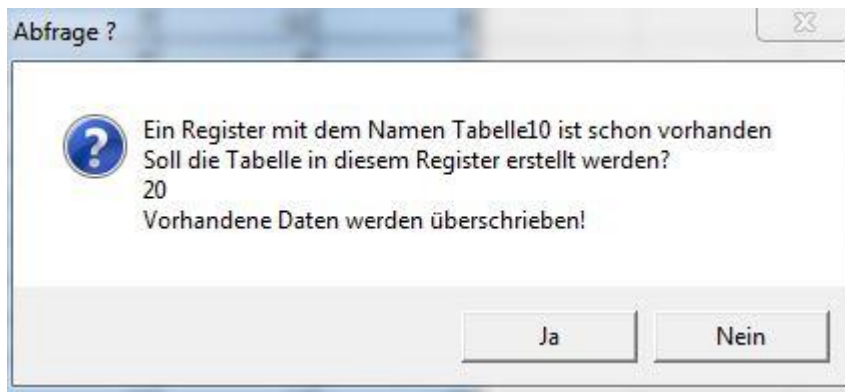 Abfrage ?
Ein Register mit dem Namen Tabelle10 ist schon vorhanden
Soll die Tabelle in diesem Register erstellt werden?
20
Vorhandene Daten werden überschrieben!
Ja
Nein